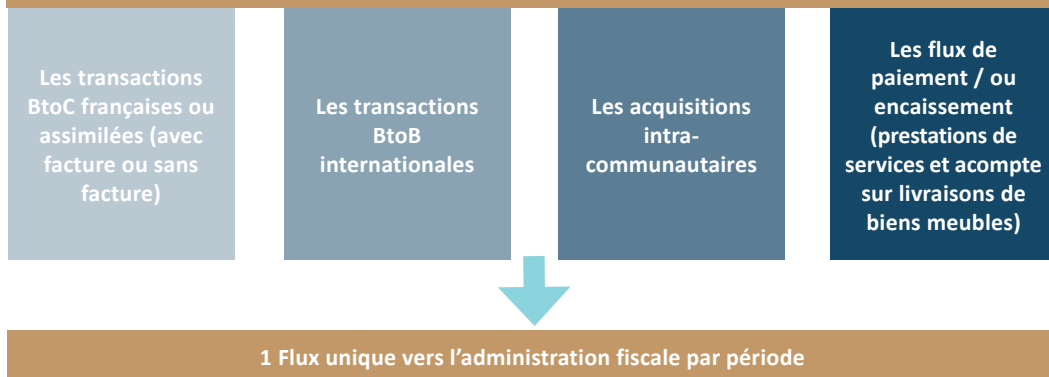 Les transactions
BtoC françaises ou
assimilées (avec
facture ou sans
facture)
Les transactions
BtoB
internationales
Les acquisitions
intra-
communautaires
Les flux de
paiement / ou
encaissement
(prestations de
services et acompte
sur livraisons de
biens meubles)
1 Flux unique vers l’administration fiscale par période